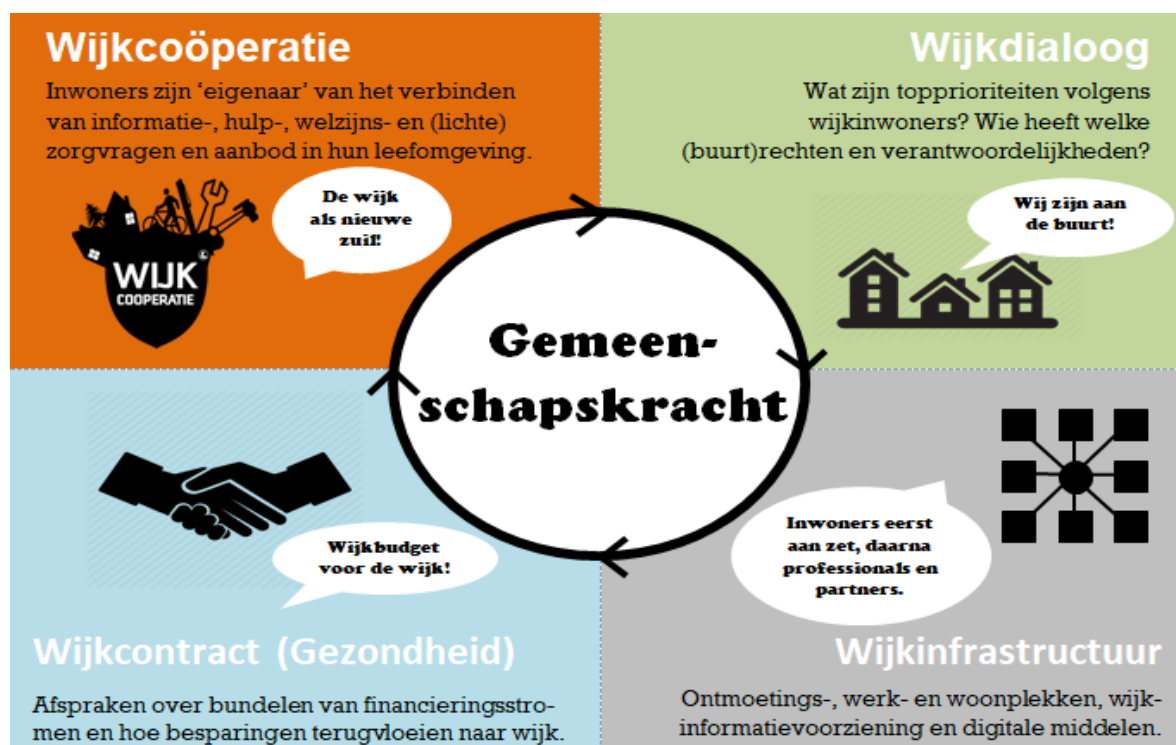 Wijkcoöperatie
Inwoners zijn ‘eigenaar’ van het verbinden
van informatie-, hulp-, welzijns- en (lichte)
zorgvragen en aanbod in hun leefomgeving.
De wijk
als nieuwe
zuil!
WIJK
COOPERATIE
Wijkdialoog
Wat zijn topprioriteiten volgens
wijkinwoners? Wie heeft welke
(buurt)rechten en verantwoordelijkheden?
Wij zijn aan
de buurt!
Gemeen-
schapskracht
Wijkbudget
voor de wijk!
Wijkcontract (Gezondheid)
Afspraken over bundelen van financieringsstro-
men en hoe besparingen terugvloeien naar wijk.
Inwoners eerst
aan zet, daarna
professionals en
partners.
Wijkinfrastructuur
Ontmoetings-, werk- en woonplekken, wijk-
informatievoorziening en digitale middelen.